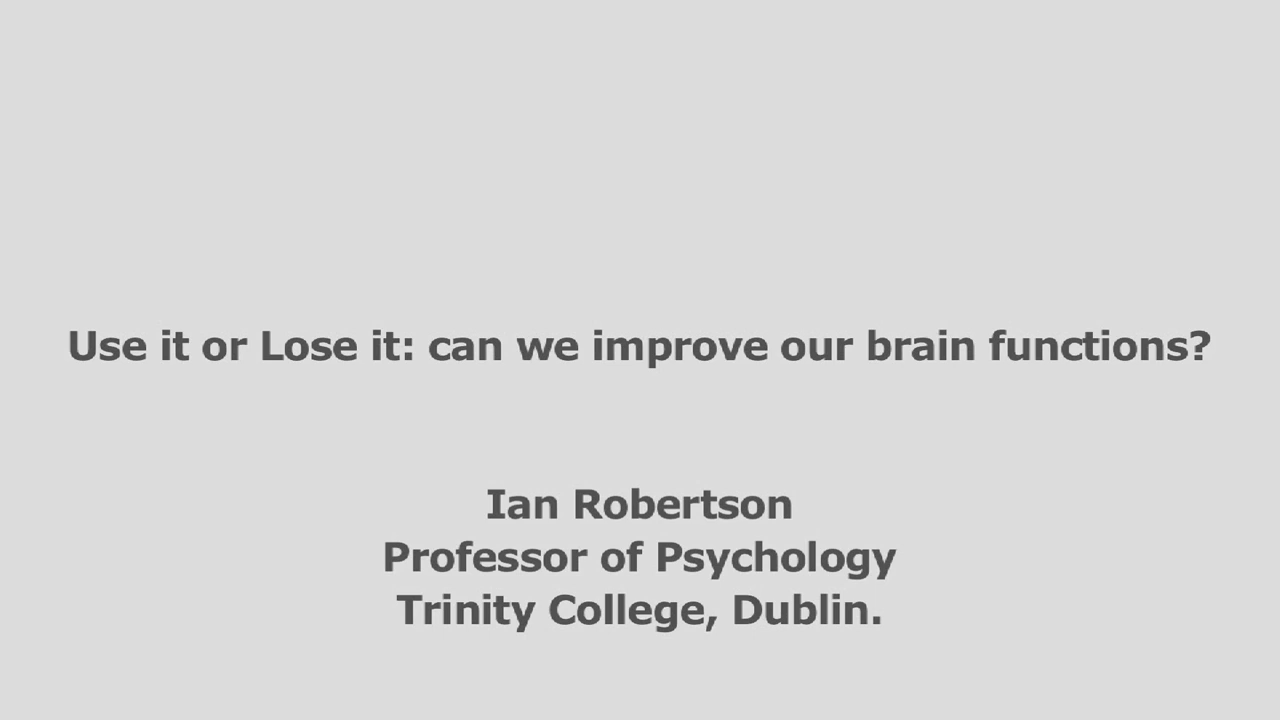 Use it or Lose it: can we improve our brain functions?
Ian Robertson
Professor of Psychology
Trinity College, Dublin.